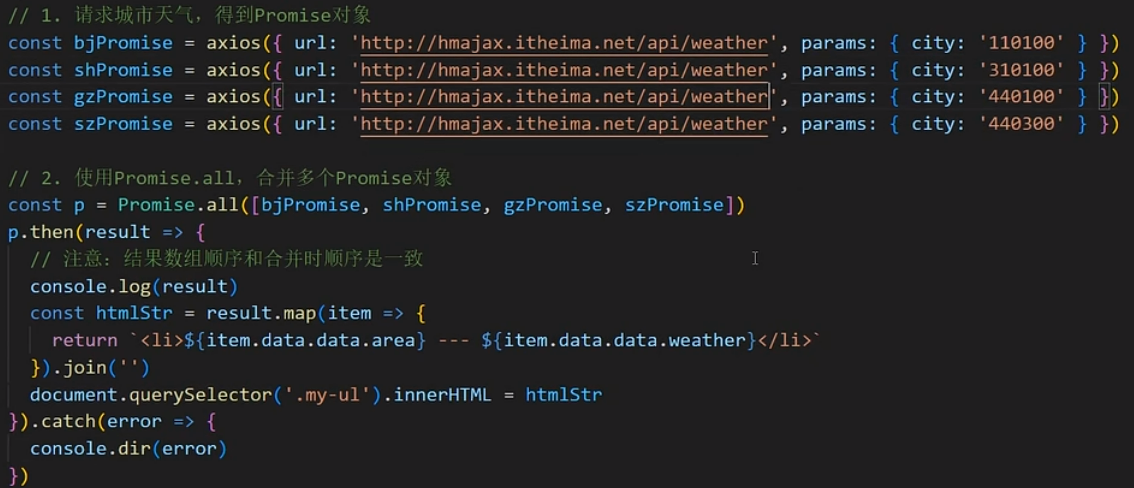 // 1. 请求城市天气，得到Promise对象
const bjPromise = axios({ url: 'http://hmajax.itheima.net/api/weather', params: { city: '110100' } })
const shPromise = axios({ url: 'http://hmajax.itheima.net/api/weather', params: { city: '310100' } })
const gzPromise = axios({ url: 'http://hmajax.itheima.net/api/weather', params: { city: '440100' } })
const szPromise = axios({ url: 'http://hmajax.itheima.net/api/weather', params: { city: '440300' } })
// 2. 使用Promise.all，合并多个Promise对象
const p = Promise.all([bjPromise, shPromise, gzPromise, szPromise])
p.then(result => {
  // 注意：结果数组顺序和合并时顺序是一致
  console.log(result)
  const htmlStr = result.map(item => {
    return `<li>${item.data.data.area} --- ${item.data.data.weather}</li>`
  }).join('')
  document.querySelector('.my-ul').innerHTML = htmlStr
}).catch(error => {
  console.dir(error)
})